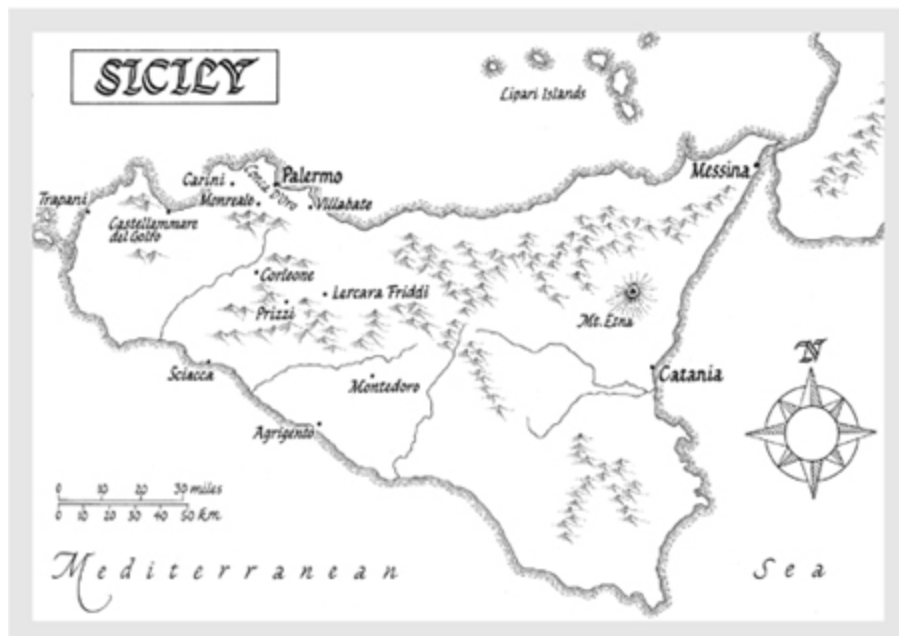 SICILY
Lipari Islands
Messina
Palermo
Carini
Conca D'Oro
Monreale
Villabate
Trapani
Castellammare
del Golfo
Corleone
Lercara Friddi
Prizzi
Mt. Etna
Sciacca
Montedoro
Catania
N
Agrigento
0 10 20 30 miles
0 10 20 30 40 50 km
Mediterranean Sea